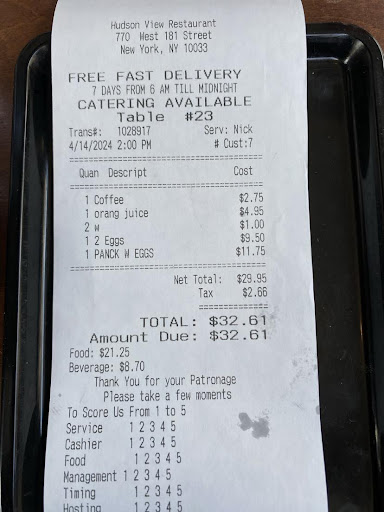 Hudson View Restaurant
770 West 181 Street
New York, NY 10033
FREE FAST DELIVERY
7 DAYS FROM 6 AM TILL MIDNIGHT
CATERING AVAILABLE
Table #23
Trans#: 1028917 Serv: Nick
4/14/2024 2:00 PM # Cust:7
Quan Descript Cost
1 Coffee $2.75
1 orang juice $4.95
2 w $1.00
1 2 Eggs $9.50
1 PANCK W EGGS $11.75
Net Total: $29.95
Tax $2.66
TOTAL: $32.61
Amount Due: $32.61
Food: $21.25
Beverage: $8.70
Thank You for your Patronage
Please take a few moments
To Score Us From 1 to 5
Service 1 2 3 4 5
Cashier 1 2 3 4 5
Food 1 2 3 4 5
Management 1 2 3 4 5
Timing 1 2 3 4 5
Hosting 1 2 3 4 5